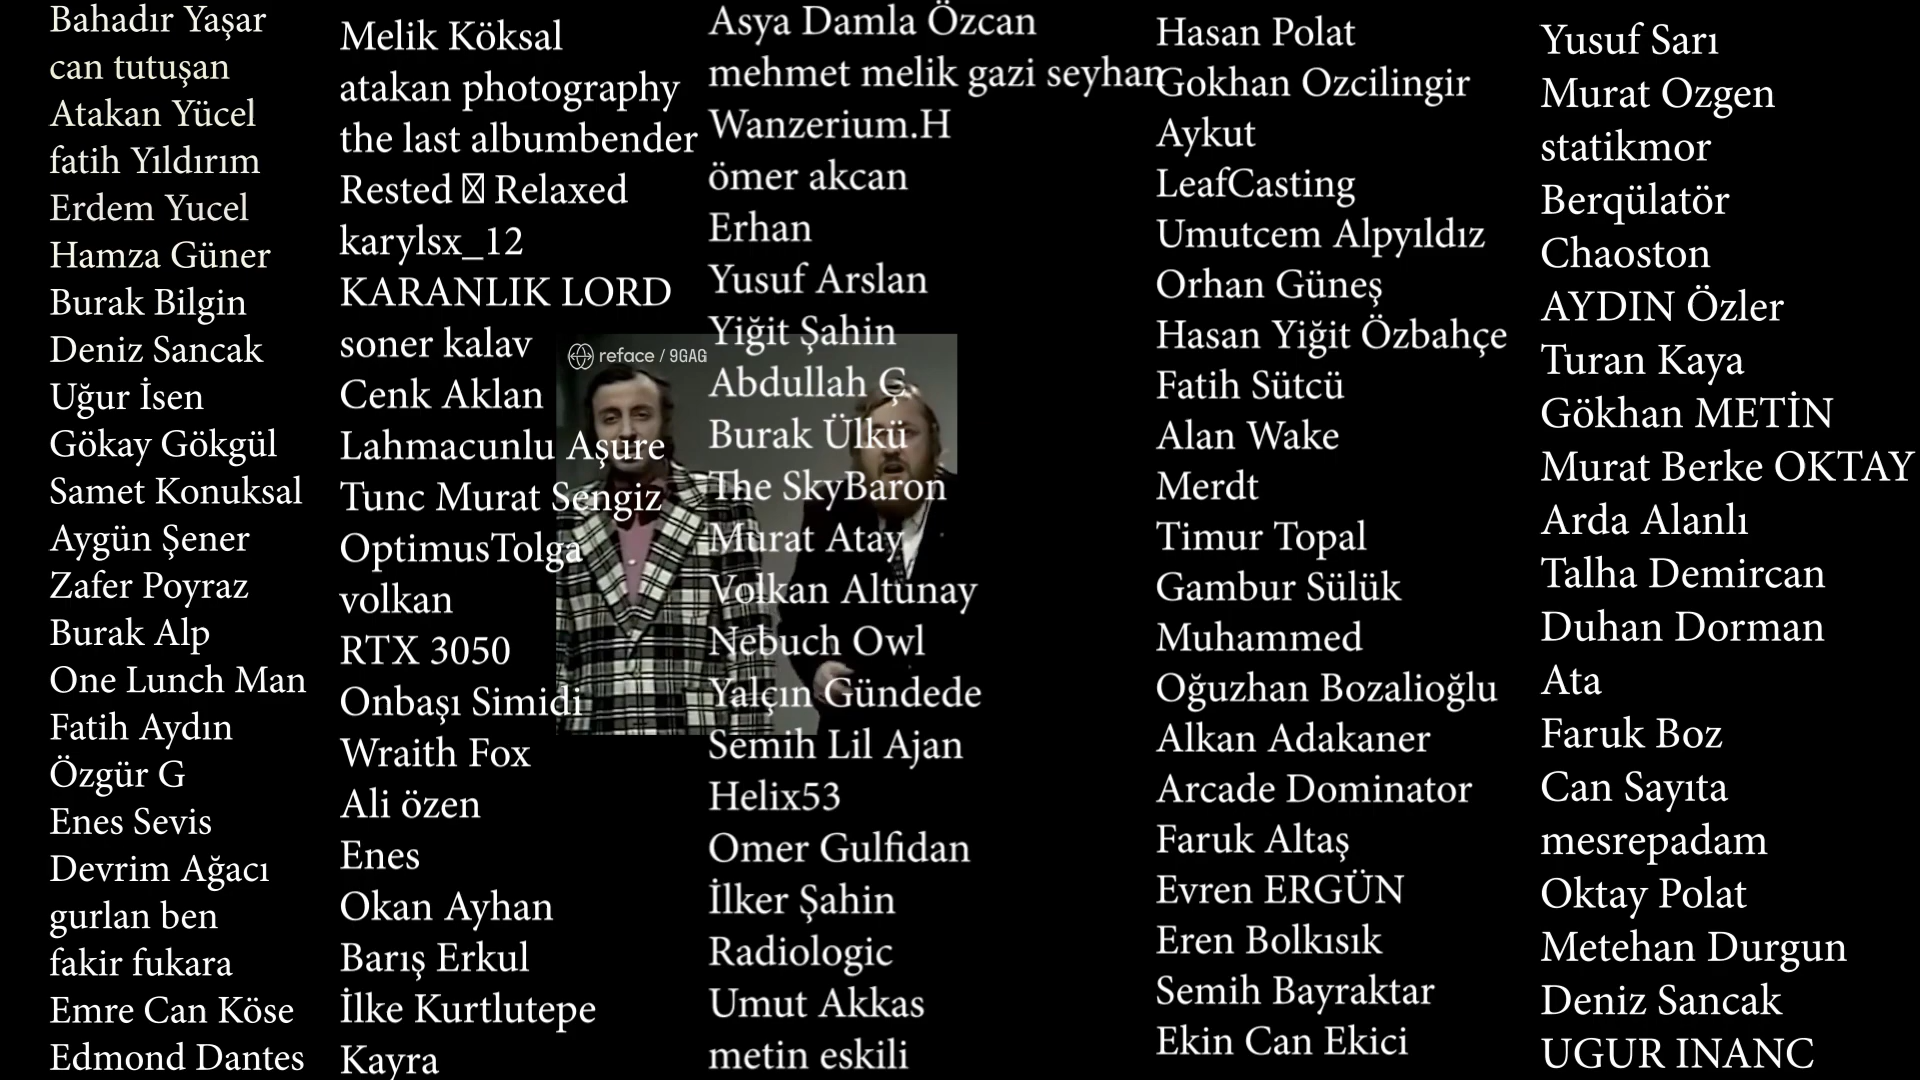 Bahadır Yaşar
can tutuşan
Atakan Yücel
fatih Yıldırım
Erdem Yucel
Hamza Güner
Burak Bilgin
Deniz Sancak
Uğur İsen
Gökay Gökgül
Samet Konuksal
Aygün Şener
Zafer Poyraz
Burak Alp
One Lunch Man
Fatih Aydın
Özgür G
Enes Sevis
Devrim Ağacı
gurlan ben
fakir fukara
Emre Can Köse
Edmond Dantes
Melik Köksal
atakan photography
the last albumbender
Rested Relaxed
karylsx_12
KARANLIK LORD
soner kalav
Cenk Aklan
Lahmacunlu Aşure
Tunc Murat Sengiz
OptimusTolga
volkan
RTX 3050
Onbaşı Simidi
Wraith Fox
Ali özen
Enes
Okan Ayhan
Barış Erkul
İlke Kurtlutepe
Kayra
reface / 9GAG
Asya Damla Özcan
mehmet melik gazi seyhan
Wanzerium.H
ömer akcan
Erhan
Yusuf Arslan
Yiğit Şahin
Abdullah Ç.
Burak Ülkü
The SkyBaron
Murat Atay
Volkan Altunay
Nebuch Owl
Yalçın Gündede
Semih Lil Ajan
Helix53
Omer Gulfidan
İlker Şahin
Radiologic
Umut Akkas
metin eskili
Hasan Polat
Gokhan Ozcilingir
Aykut
LeafCasting
Umutcem Alpyıldız
Orhan Güneş
Hasan Yiğit Özbahçe
Fatih Sütcü
Alan Wake
Merdt
Timur Topal
Gambur Sülük
Muhammed
Oğuzhan Bozalioğlu
Alkan Adakaner
Arcade Dominator
Faruk Altaş
Evren ERGÜN
Eren Bolkısık
Semih Bayraktar
Ekin Can Ekici
Yusuf Sarı
Murat Ozgen
statikmor
Berqülatör
Chaoston
AYDIN Özler
Turan Kaya
Gökhan METİN
Murat Berke OKTAY
Arda Alanlı
Talha Demircan
Duhan Dorman
Ata
Faruk Boz
Can Sayıta
mesrepadam
Oktay Polat
Metehan Durgun
Deniz Sancak
UGUR INANC